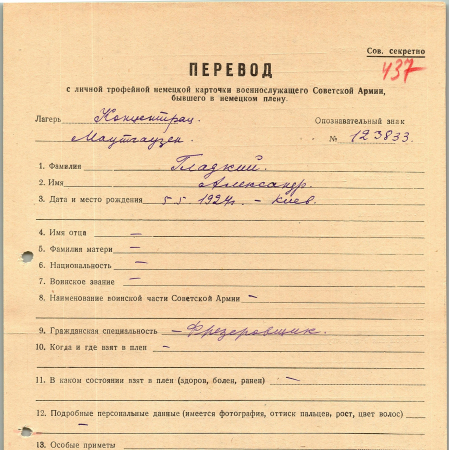 Сов. секретно
437
ПЕРЕВОД
с личной трофейной немецкой карточки военнослужащего Советской Армии,
бывшего в немецком плену.
Лагерь Концентрац. Опознавательный знак
Маутгаузен № 123833
1. Фамилия Гладкий.
2. Имя Александр.
3. Дата и место рождения 5 5. 1924г. – Киев.
4. Имя отца —
5. Фамилия матери —
6. Национальность —
7. Воинское звание —
8. Наименование воинской части Советской Армии —
9. Гражданская специальность – Фрезеровщик.
10. Когда и где взят в плен —
11. В каком состоянии взят в плен (здоров, болен, ранен) —
12. Подробные персональные данные (имеется фотография, оттиск пальцев, рост, цвет волос)
—
13. Особые приметы